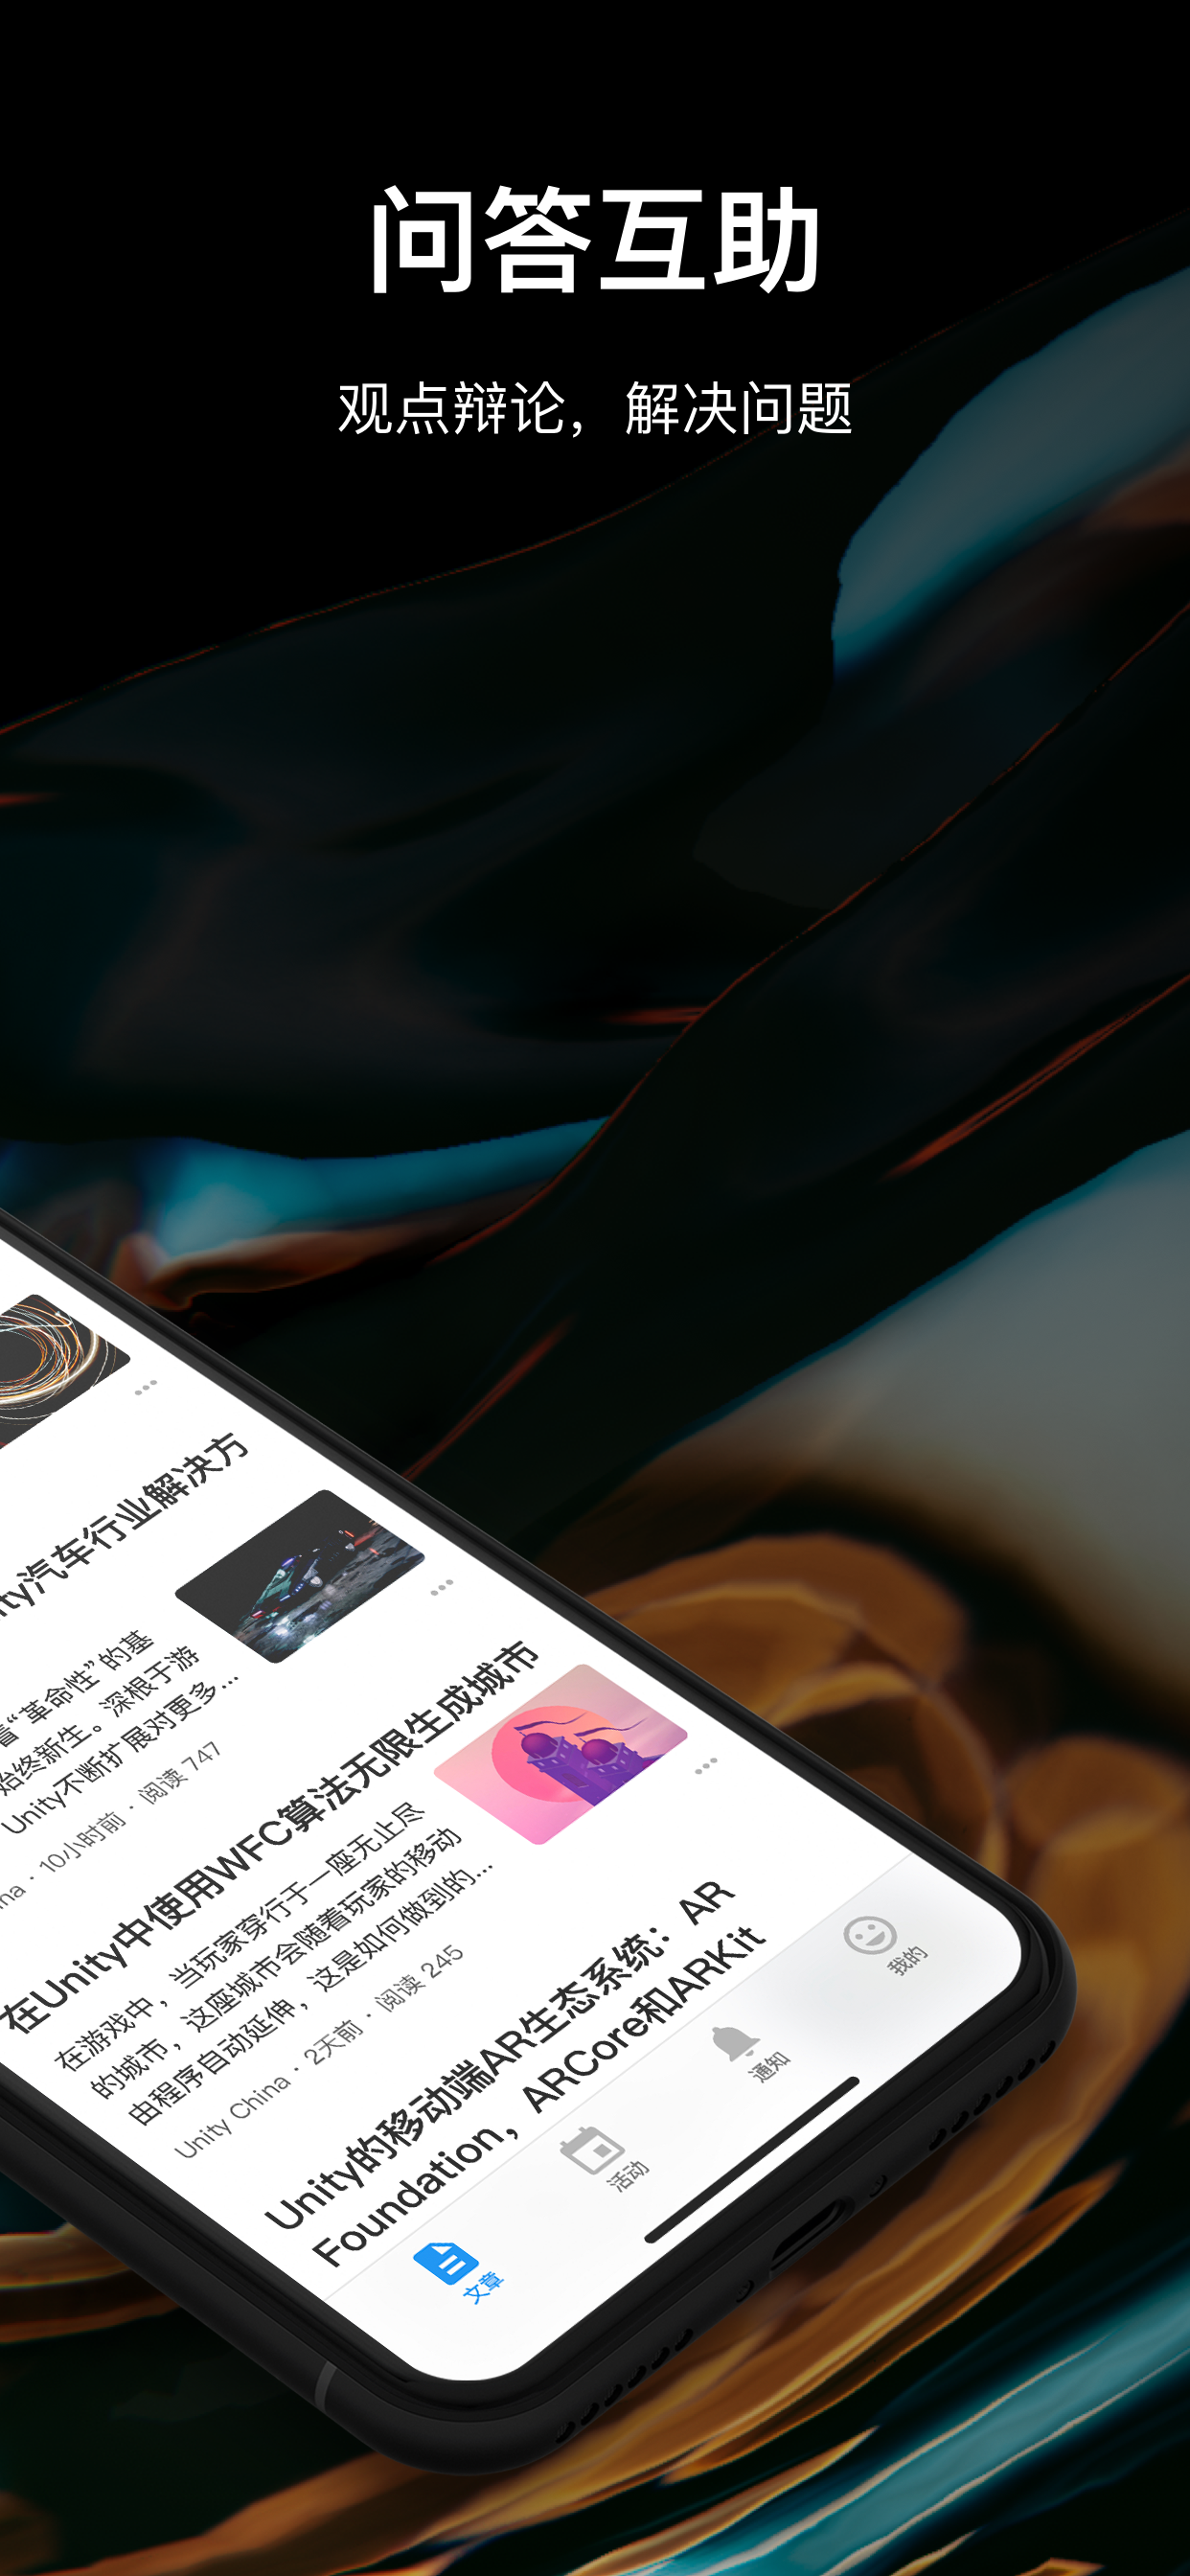 问答互助
观点辩论，解决问题
ty汽车行业解决方
“革命性”的基
始终新生。深根于游
Unity不断扩展对更多...
na · 10小时前 · 阅读 747
在Unity中使用WFC算法无限生成城市
在游戏中，当玩家穿行于一座无止尽
的城市，这座城市会随着玩家的移动
由程序自动延伸，这是如何做到的...
Unity China · 2天前 · 阅读 245
Unity的移动端AR生态系统：AR
Foundation，ARCore和ARKit
文章
活动
通知
我的